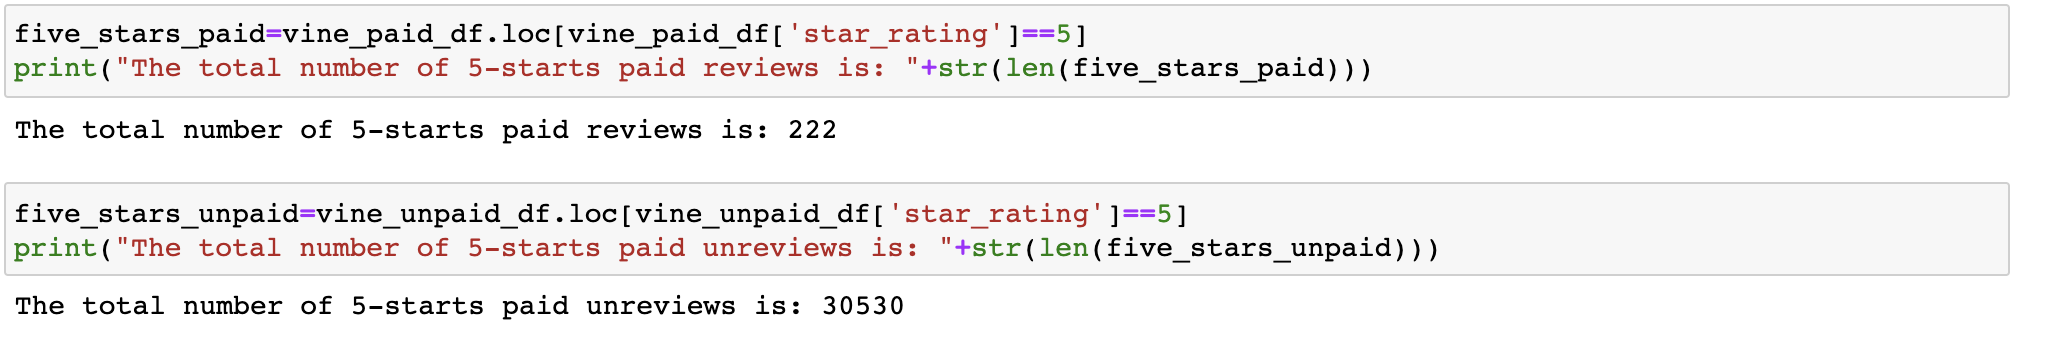 five_stars_paid=vine_paid_df.loc[vine_paid_df['star_rating']==5]
print("The total number of 5-starts paid reviews is: "+str(len(five_stars_paid)))
The total number of 5-starts paid reviews is: 222
five_stars_unpaid=vine_unpaid_df.loc[vine_unpaid_df['star_rating']==5]
print("The total number of 5-starts paid unreviews is: "+str(len(five_stars_unpaid)))
The total number of 5-starts paid unreviews is: 30530